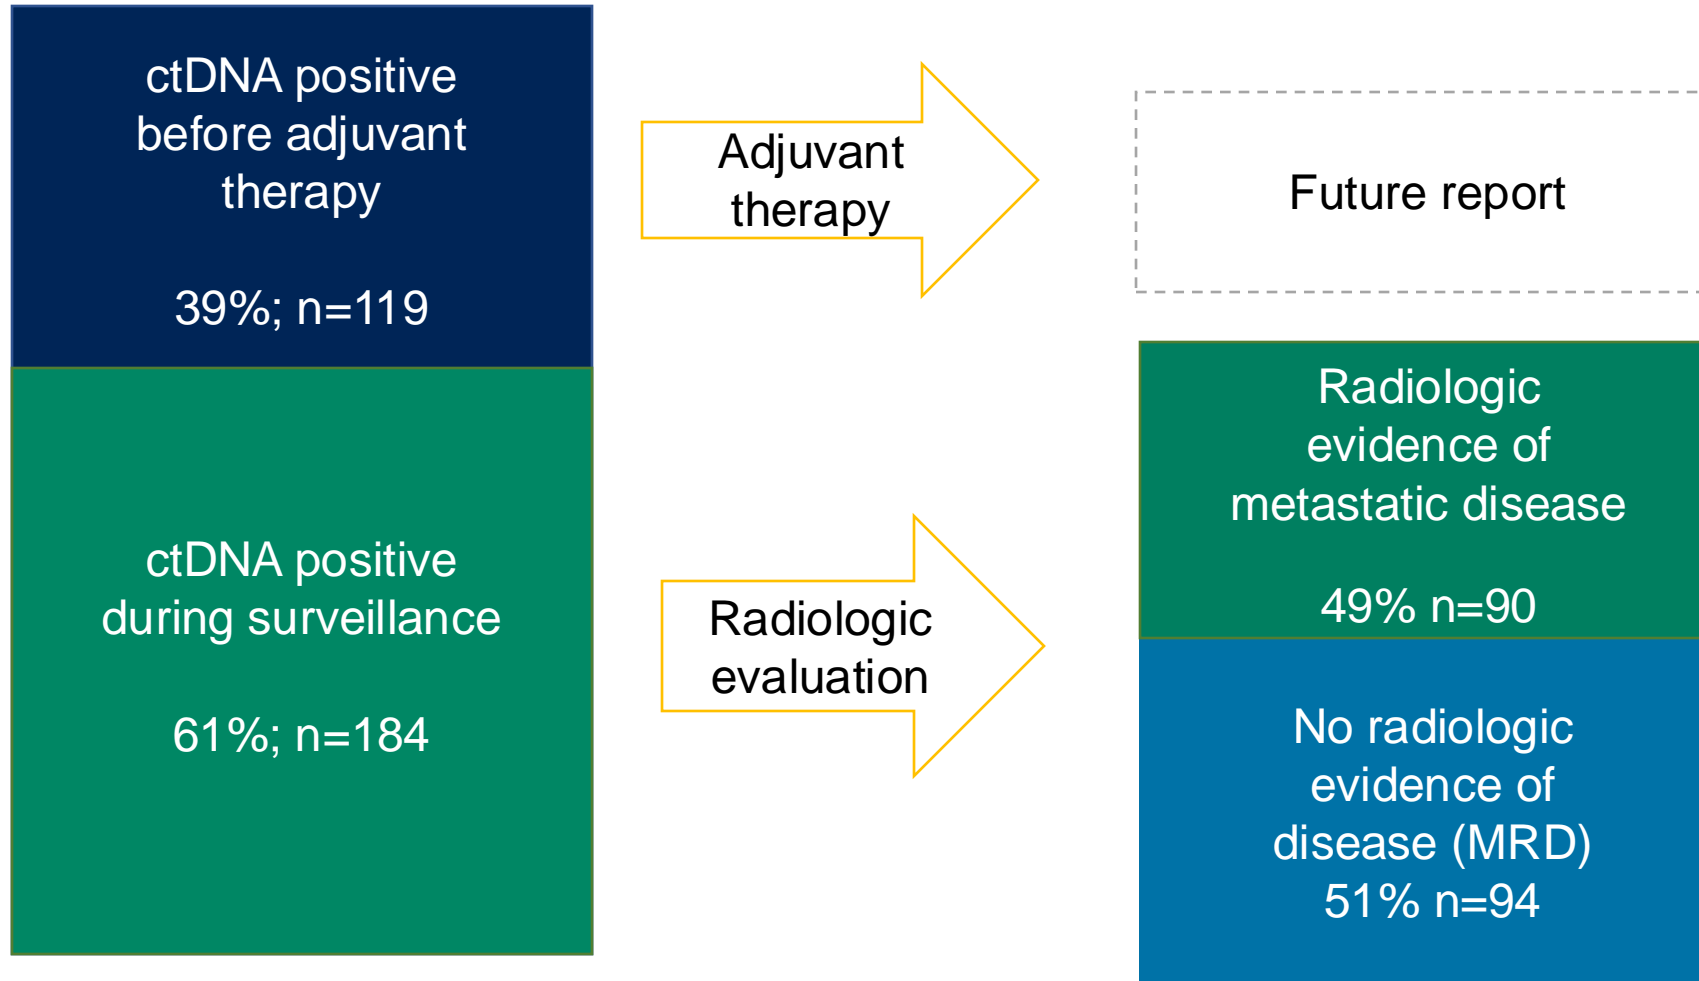 ctDNA positive
before adjuvant
therapy
39%; n=119
Adjuvant
therapy
Future report
ctDNA positive
during surveillance
61%; n=184
Radiologic
evaluation
Radiologic
evidence of
metastatic disease
49% n=90
No radiologic
evidence of
disease (MRD)
51% n=94